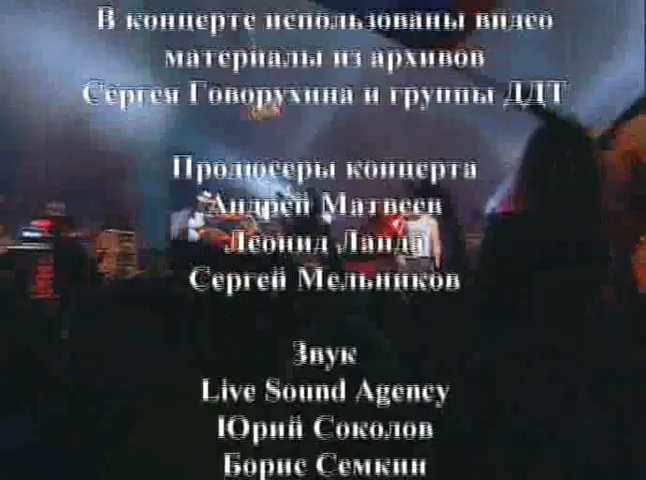 В концерте использованы видео
материалы из архивов
Сергея Говорухина и группы ДДТ
Продюсеры концерта
Андрей Матвеев
Леонид Ланда
Сергей Мельников
Звук
Live Sound Agency
Юрий Соколов
Борис Семкин